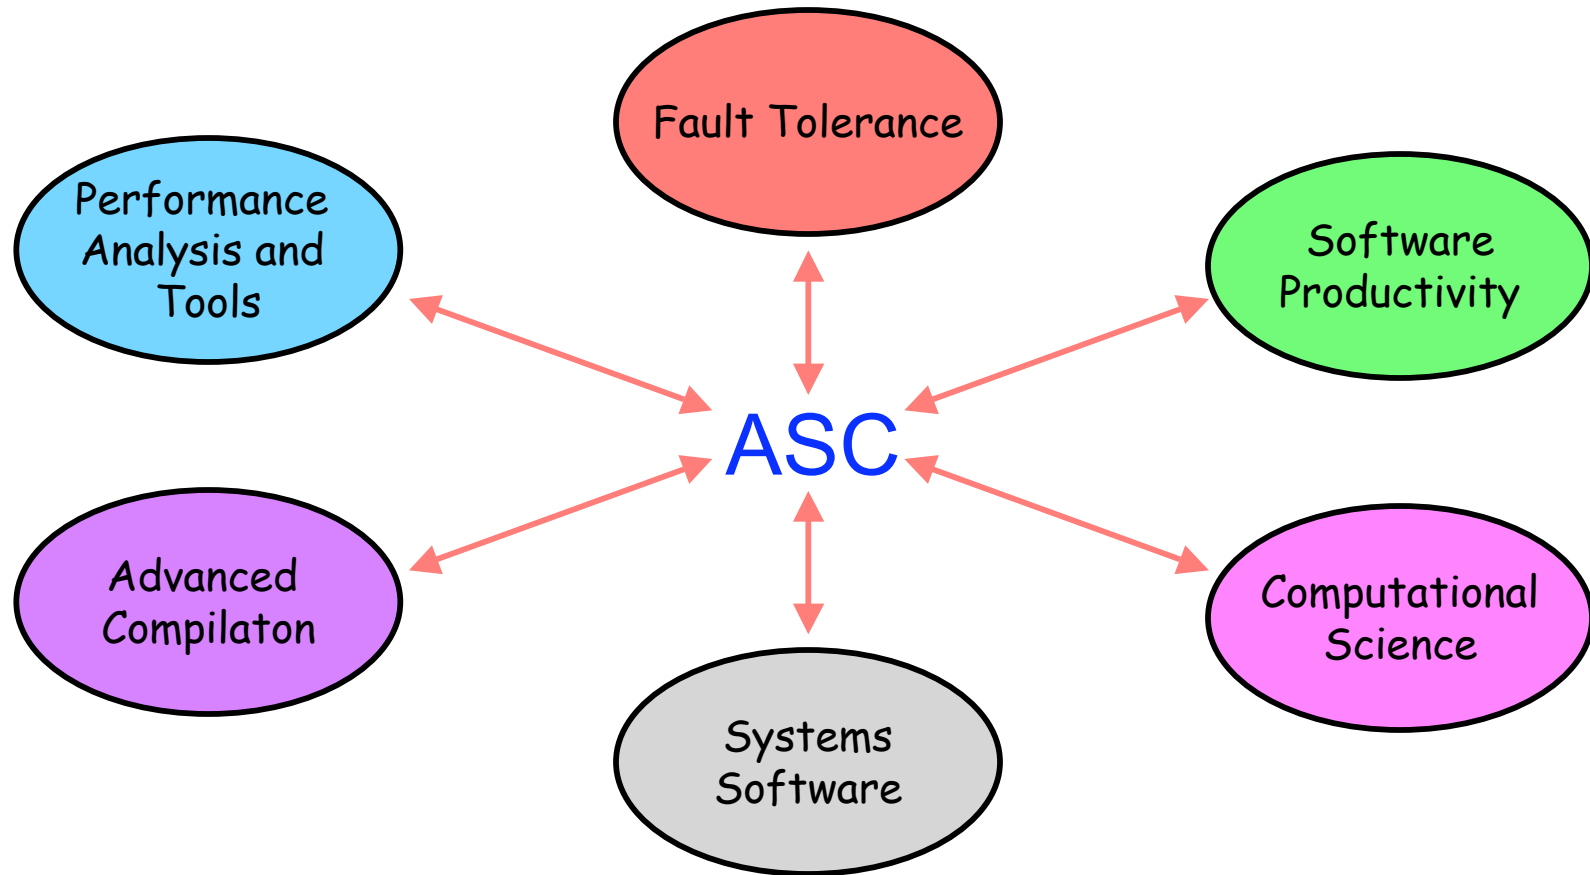 Fault Tolerance
Performance
Analysis and
Tools
Software
Productivity
ASC
Advanced
Compilaton
Computational
Science
Systems
Software